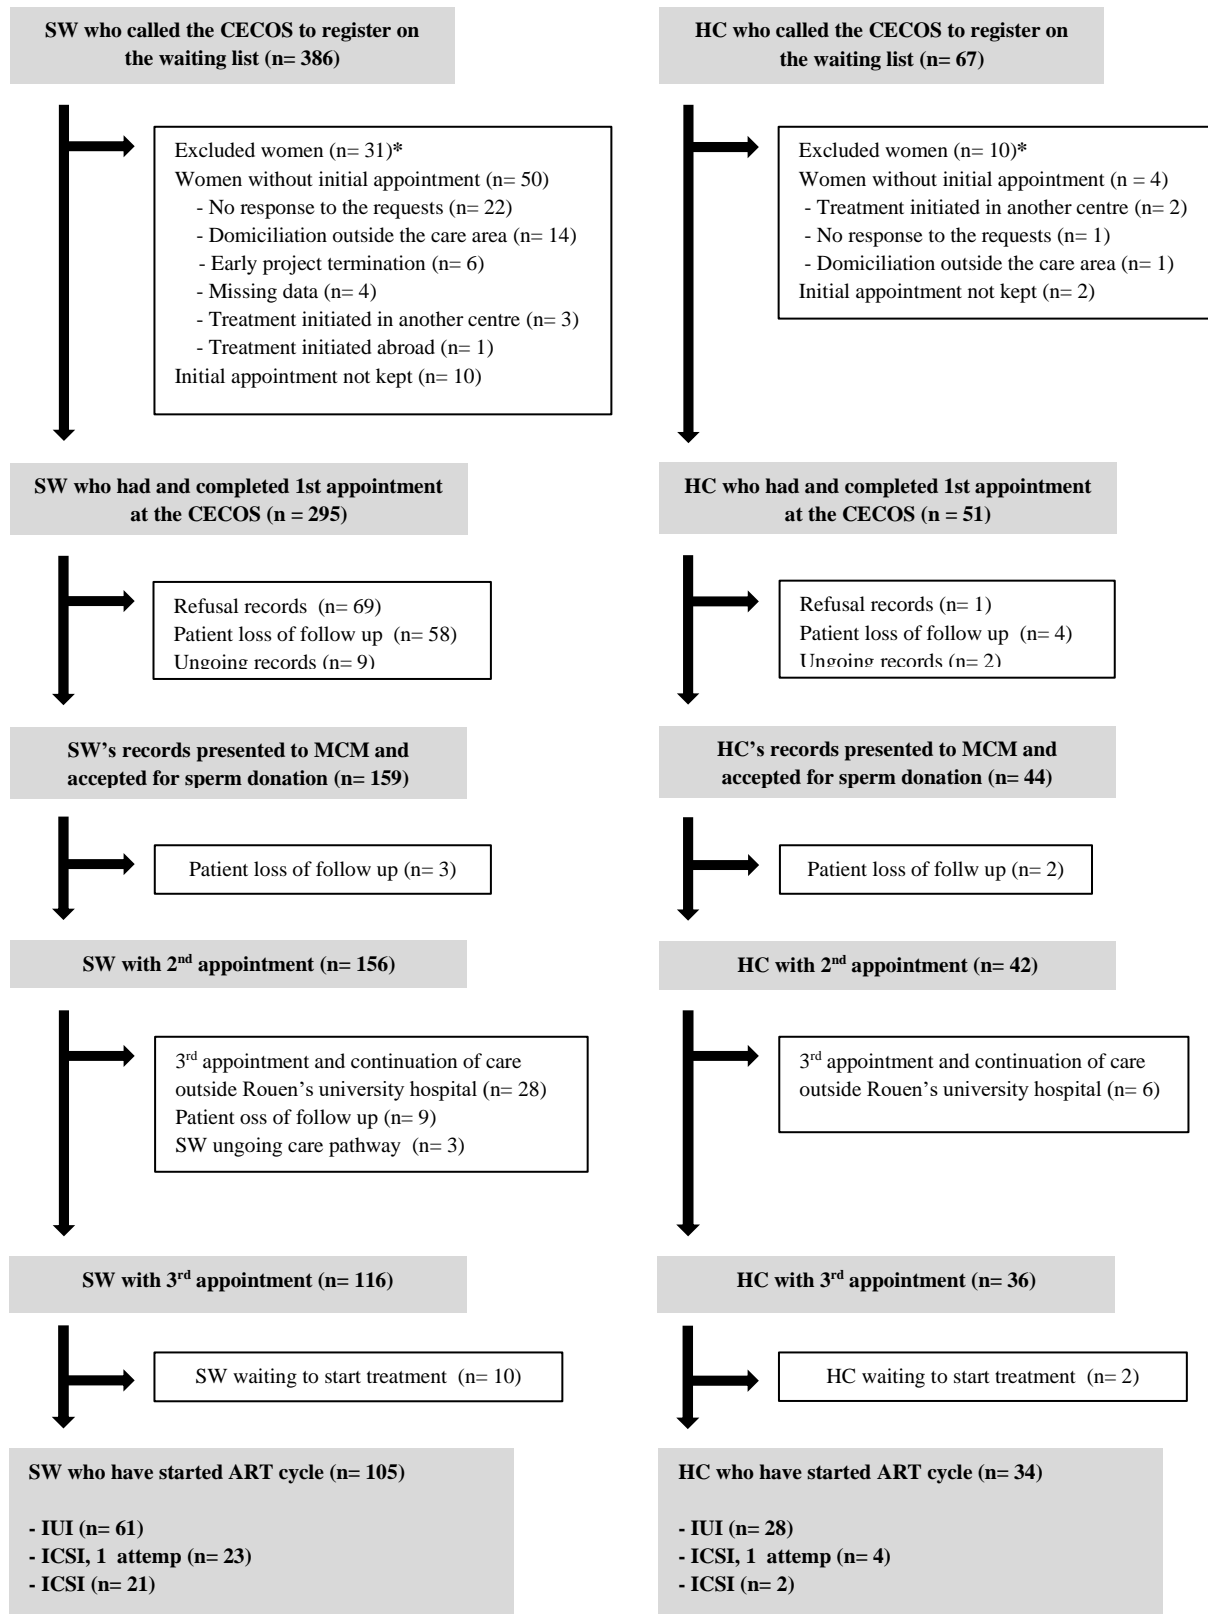 SW who called the CECOS to register on
the waiting list (n= 386)
Excluded women (n= 31)*
Women without initial appointment (n= 50)
- No response to the requests (n= 22)
- Domiciliation outside the care area (n= 14)
- Early project termination (n= 6)
- Missing data (n= 4)
- Treatment initiated in another centre (n= 3)
- Treatment initiated abroad (n= 1)
Initial appointment not kept (n= 10)
SW who had and completed 1st appointment
at the CECOS (n = 295)
Refusal records (n= 69)
Patient loss of follow up (n= 58)
Ungoing records (n= 9)
SW's records presented to MCM and
accepted for sperm donation (n= 159)
Patient loss of follow up (n= 3)
SW with 2nd appointment (n= 156)
3rd appointment and continuation of care
outside Rouen's university hospital (n= 28)
Patient oss of follow up (n= 9)
SW ungoing care pathway (n= 3)
SW with 3rd appointment (n= 116)
SW waiting to start treatment (n= 10)
SW who have started ART cycle (n= 105)
- IUI (n= 61)
- ICSI, 1 attemp (n= 23)
- ICSI (n= 21)
HC who called the CECOS to register on
the waiting list (n= 67)
Excluded women (n= 10)*
Women without initial appointment (n = 4)
- Treatment initiated in another centre (n= 2)
- No response to the requests (n= 1)
- Domiciliation outside the care area (n= 1)
Initial appointment not kept (n= 2)
HC who had and completed 1st appointment
at the CECOS (n = 51)
Refusal records (n= 1)
Patient loss of follow up (n= 4)
Ungoing records (n= 2)
HC's records presented to MCM and
accepted for sperm donation (n= 44)
Patient loss of follw up (n= 2)
HC with 2nd appointment (n= 42)
3rd appointment and continuation of care
outside Rouen's university hospital (n= 6)
HC with 3rd appointment (n= 36)
HC waiting to start treatment (n= 2)
HC who have started ART cycle (n= 34)
- IUI (n= 28)
- ICSI, 1 attemp (n= 4)
- ICSI (n= 2)